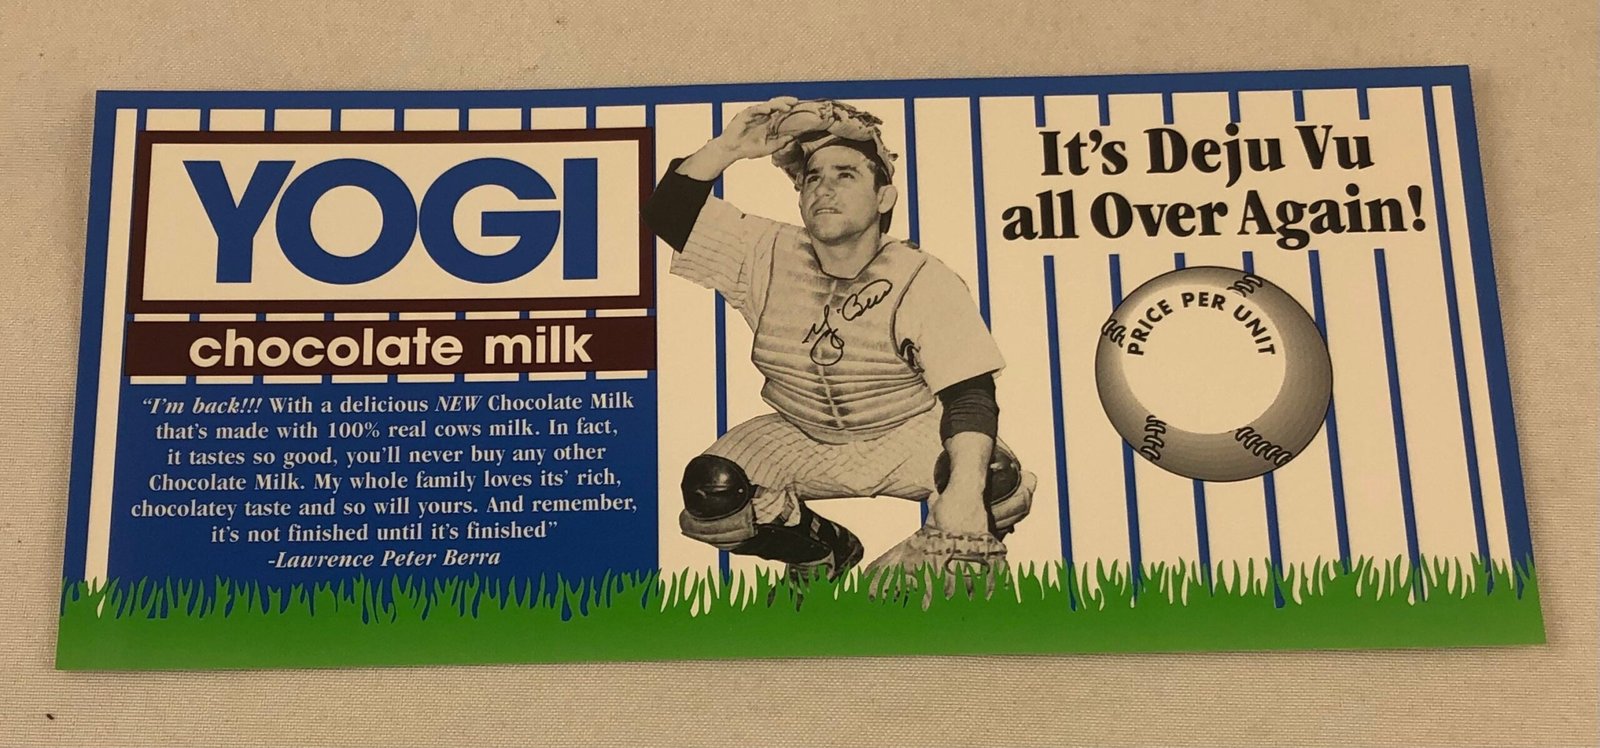 YOGI
chocolate milk
"I'm back!!! With a delicious NEW Chocolate Milk
that's made with 100% real cows milk. In fact,
it tastes so good, you'll never buy any other
Chocolate Milk. My whole family loves its' rich,
chocolatey taste and so will yours. And remember,
it's not finished until it's finished"
-Lawrence Peter Berra
Yogi Berra
It's Deju Vu
all Over Again!
PRICE PER UNIT